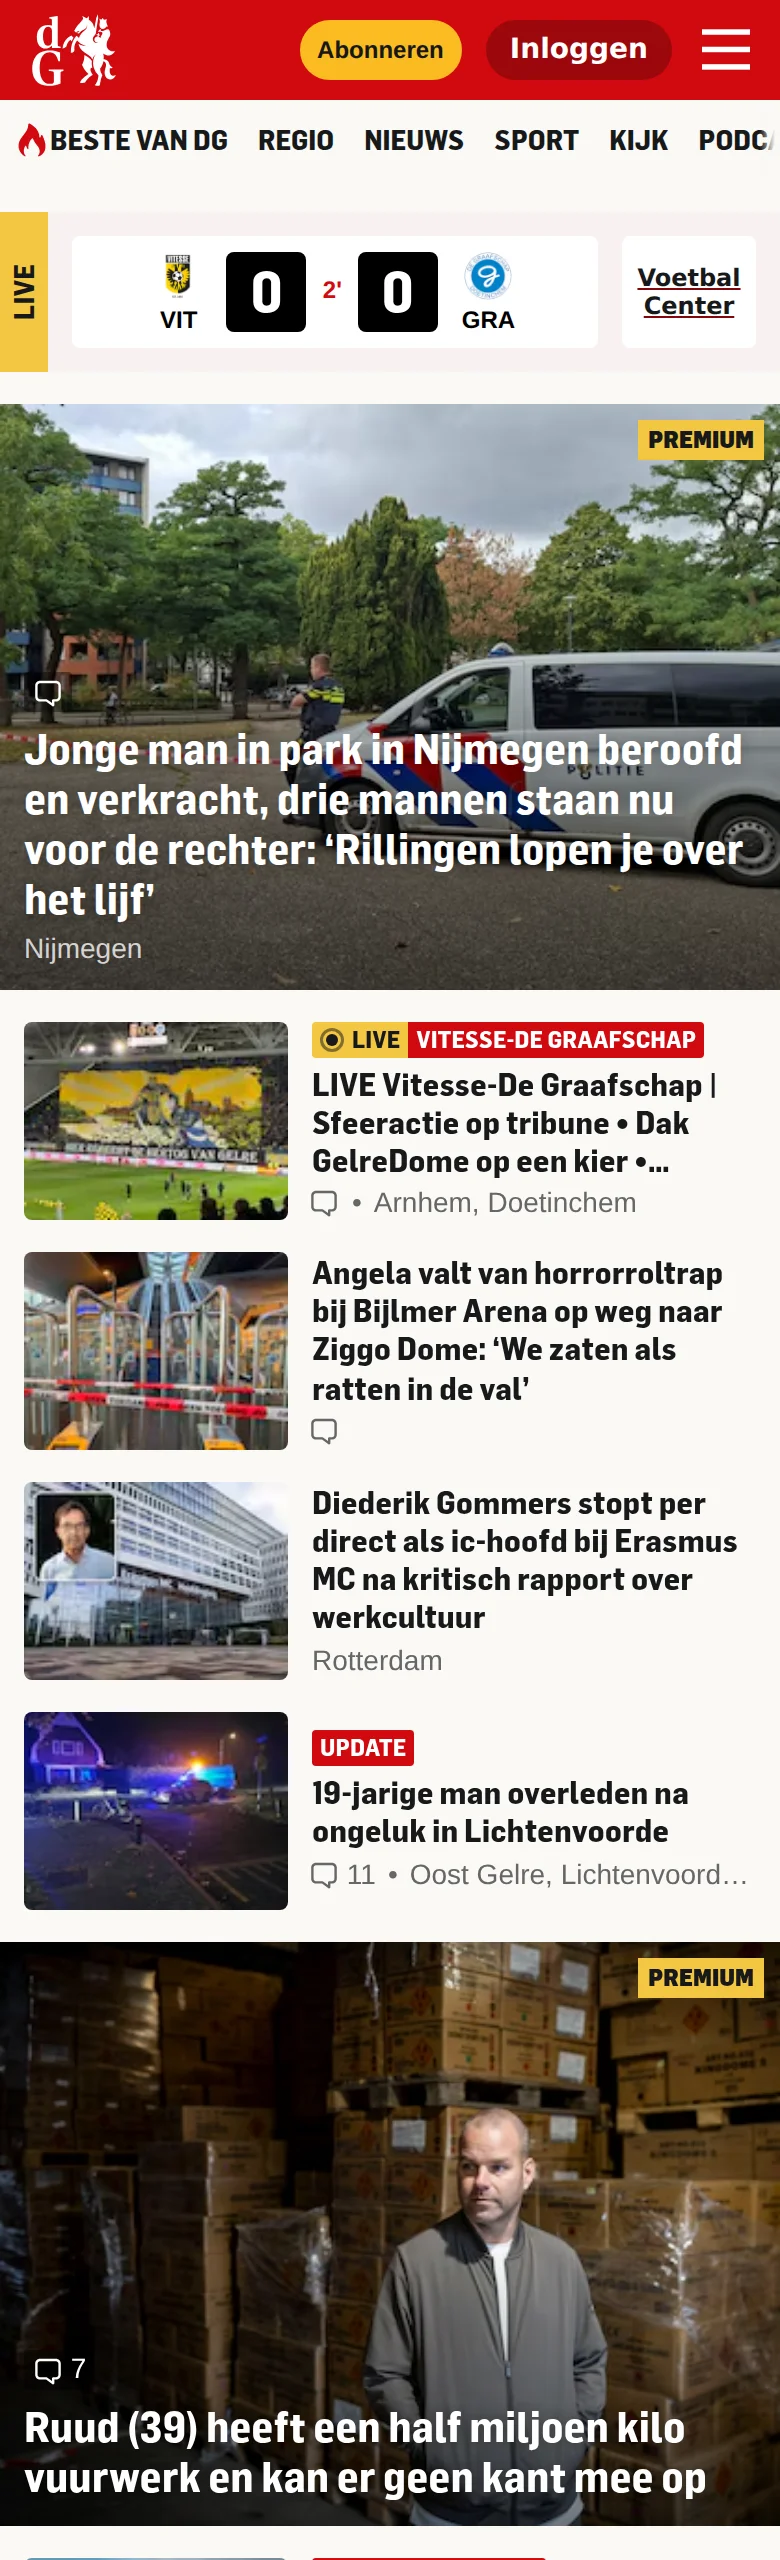 dG
Abonneren
Inloggen
BESTE VAN DG
REGIO
NIEUWS
SPORT
KIJK
PODCA
LIVE
VITESSE
VIT
0
2'
0
GRA
Voetbal
Center
PREMIUM
POLITIE
Jonge man in park in Nijmegen beroofd
en verkracht, drie mannen staan nu
voor de rechter: ‘Rillingen lopen je over
het lijf’
Nijmegen
LIVE VITESSE-DE GRAAFSCHAP
LIVE Vitesse-De Graafschap |
Sfeeractie op tribune • Dak
GelreDome op een kier •...
• Arnhem, Doetinchem
Angela valt van horrorroltrap
bij Bijlmer Arena op weg naar
Ziggo Dome: ‘We zaten als
ratten in de val’
Diederik Gommers stopt per
direct als ic-hoofd bij Erasmus
MC na kritisch rapport over
werkcultuur
Rotterdam
UPDATE
19-jarige man overleden na
ongeluk in Lichtenvoorde
11 • Oost Gelre, Lichtenvoord...
PREMIUM
7
Ruud (39) heeft een half miljoen kilo
vuurwerk en kan er geen kant mee op